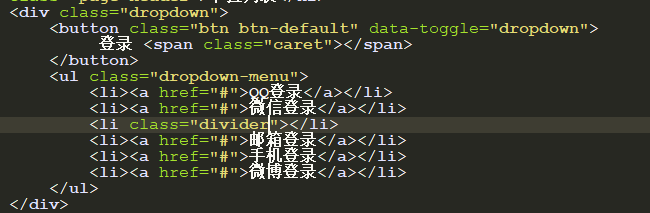 <div class="dropdown">
<button class="btn btn-default" data-toggle="dropdown">
登录 <span class="caret"></span>
</button>
<ul class="dropdown-menu">
<li><a href="#">QQ登录</a></li>
<li><a href="#">微信登录</a></li>
<li class="divider"></li>
<li><a href="#">邮箱登录</a></li>
<li><a href="#">手机登录</a></li>
<li><a href="#">微博登录</a></li>
</ul>
</div>